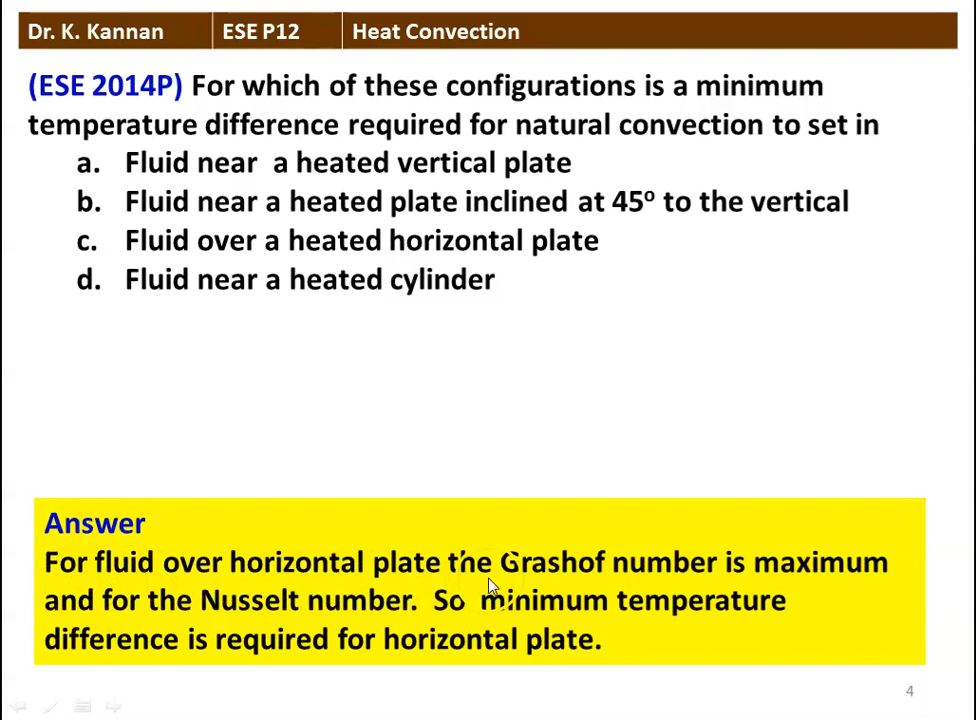 Dr. K. Kannan ESE P12 Heat Convection
(ESE 2014P) For which of these configurations is a minimum
temperature difference required for natural convection to set in
a. Fluid near a heated vertical plate
b. Fluid near a heated plate inclined at 45º to the vertical
c. Fluid over a heated horizontal plate
d. Fluid near a heated cylinder
Answer
For fluid over horizontal plate the Grashof number is maximum
and for the Nusselt number. So minimum temperature
difference is required for horizontal plate.
4